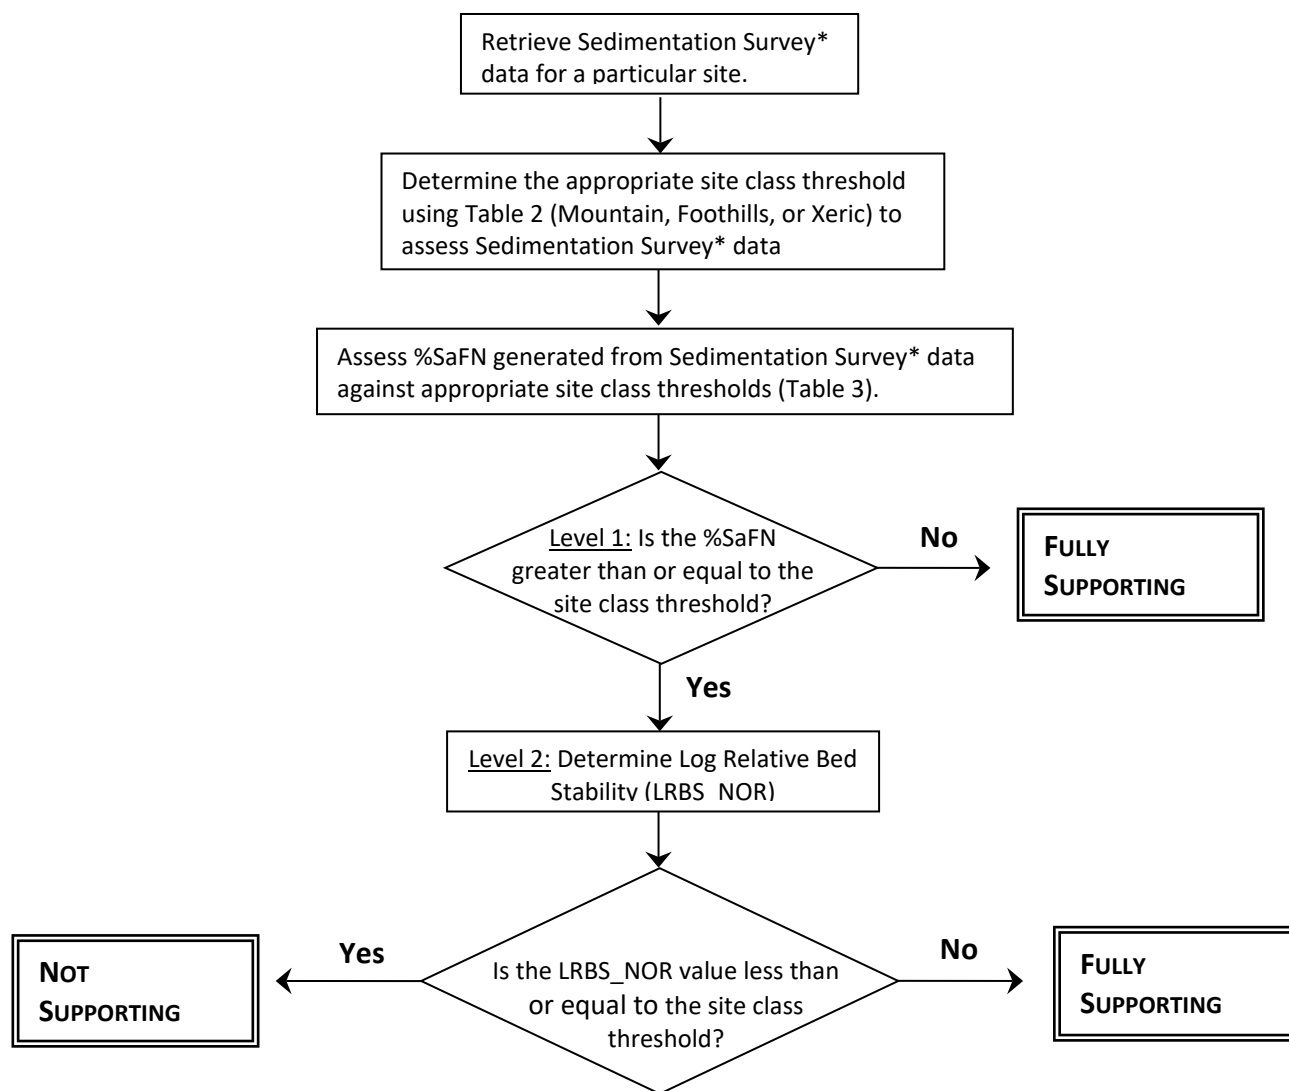 Retrieve Sedimentation Survey*
data for a particular site.
Determine the appropriate site class threshold
using Table 2 (Mountain, Foothills, or Xeric) to
assess Sedimentation Survey* data
Assess %SaFN generated from Sedimentation Survey* data
against appropriate site class thresholds (Table 3).
Level 1: Is the %SaFN
greater than or equal to the
site class threshold?
No
FULLY
SUPPORTING
Yes
Level 2: Determine Log Relative Bed
Stability (LRBS_NOR)
Yes
No
NOT
SUPPORTING
Is the LRBS_NOR value less than
or equal to the site class
threshold?
FULLY
SUPPORTING